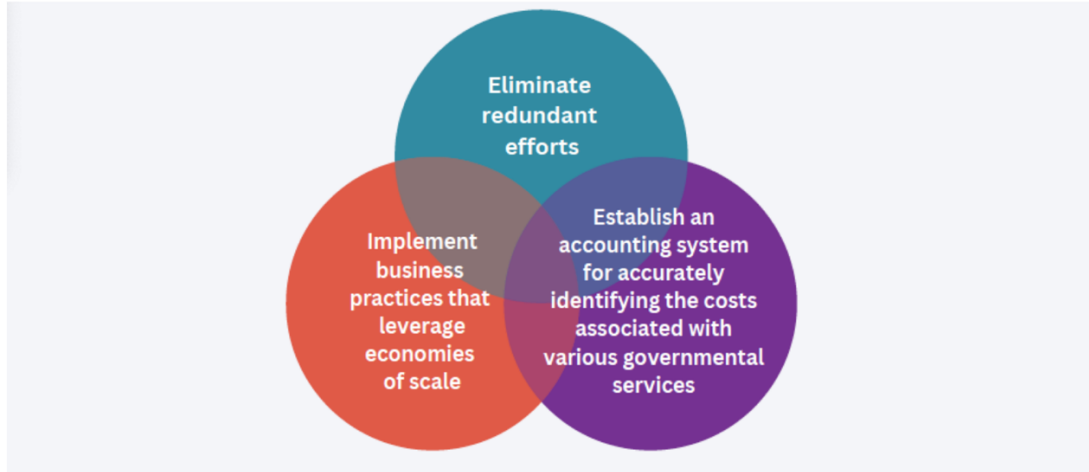 Eliminate
redundant
efforts
Implement
business
practices that
leverage
economies
of scale
Establish an
accounting system
for accurately
identifying the costs
associated with
various governmental
services